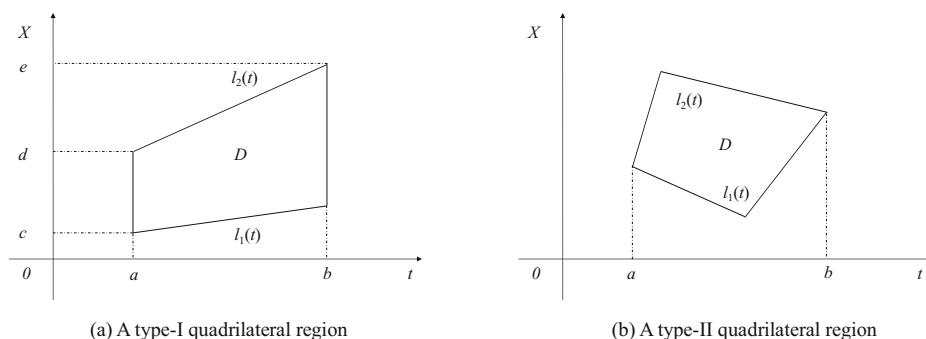 X
e
l₂(t)
d
D
c
l₁(t)
0
a
b
t
(a) A type-I quadrilateral region
X
l₂(t)
D
l₁(t)
0
a
b
t
(b) A type-II quadrilateral region